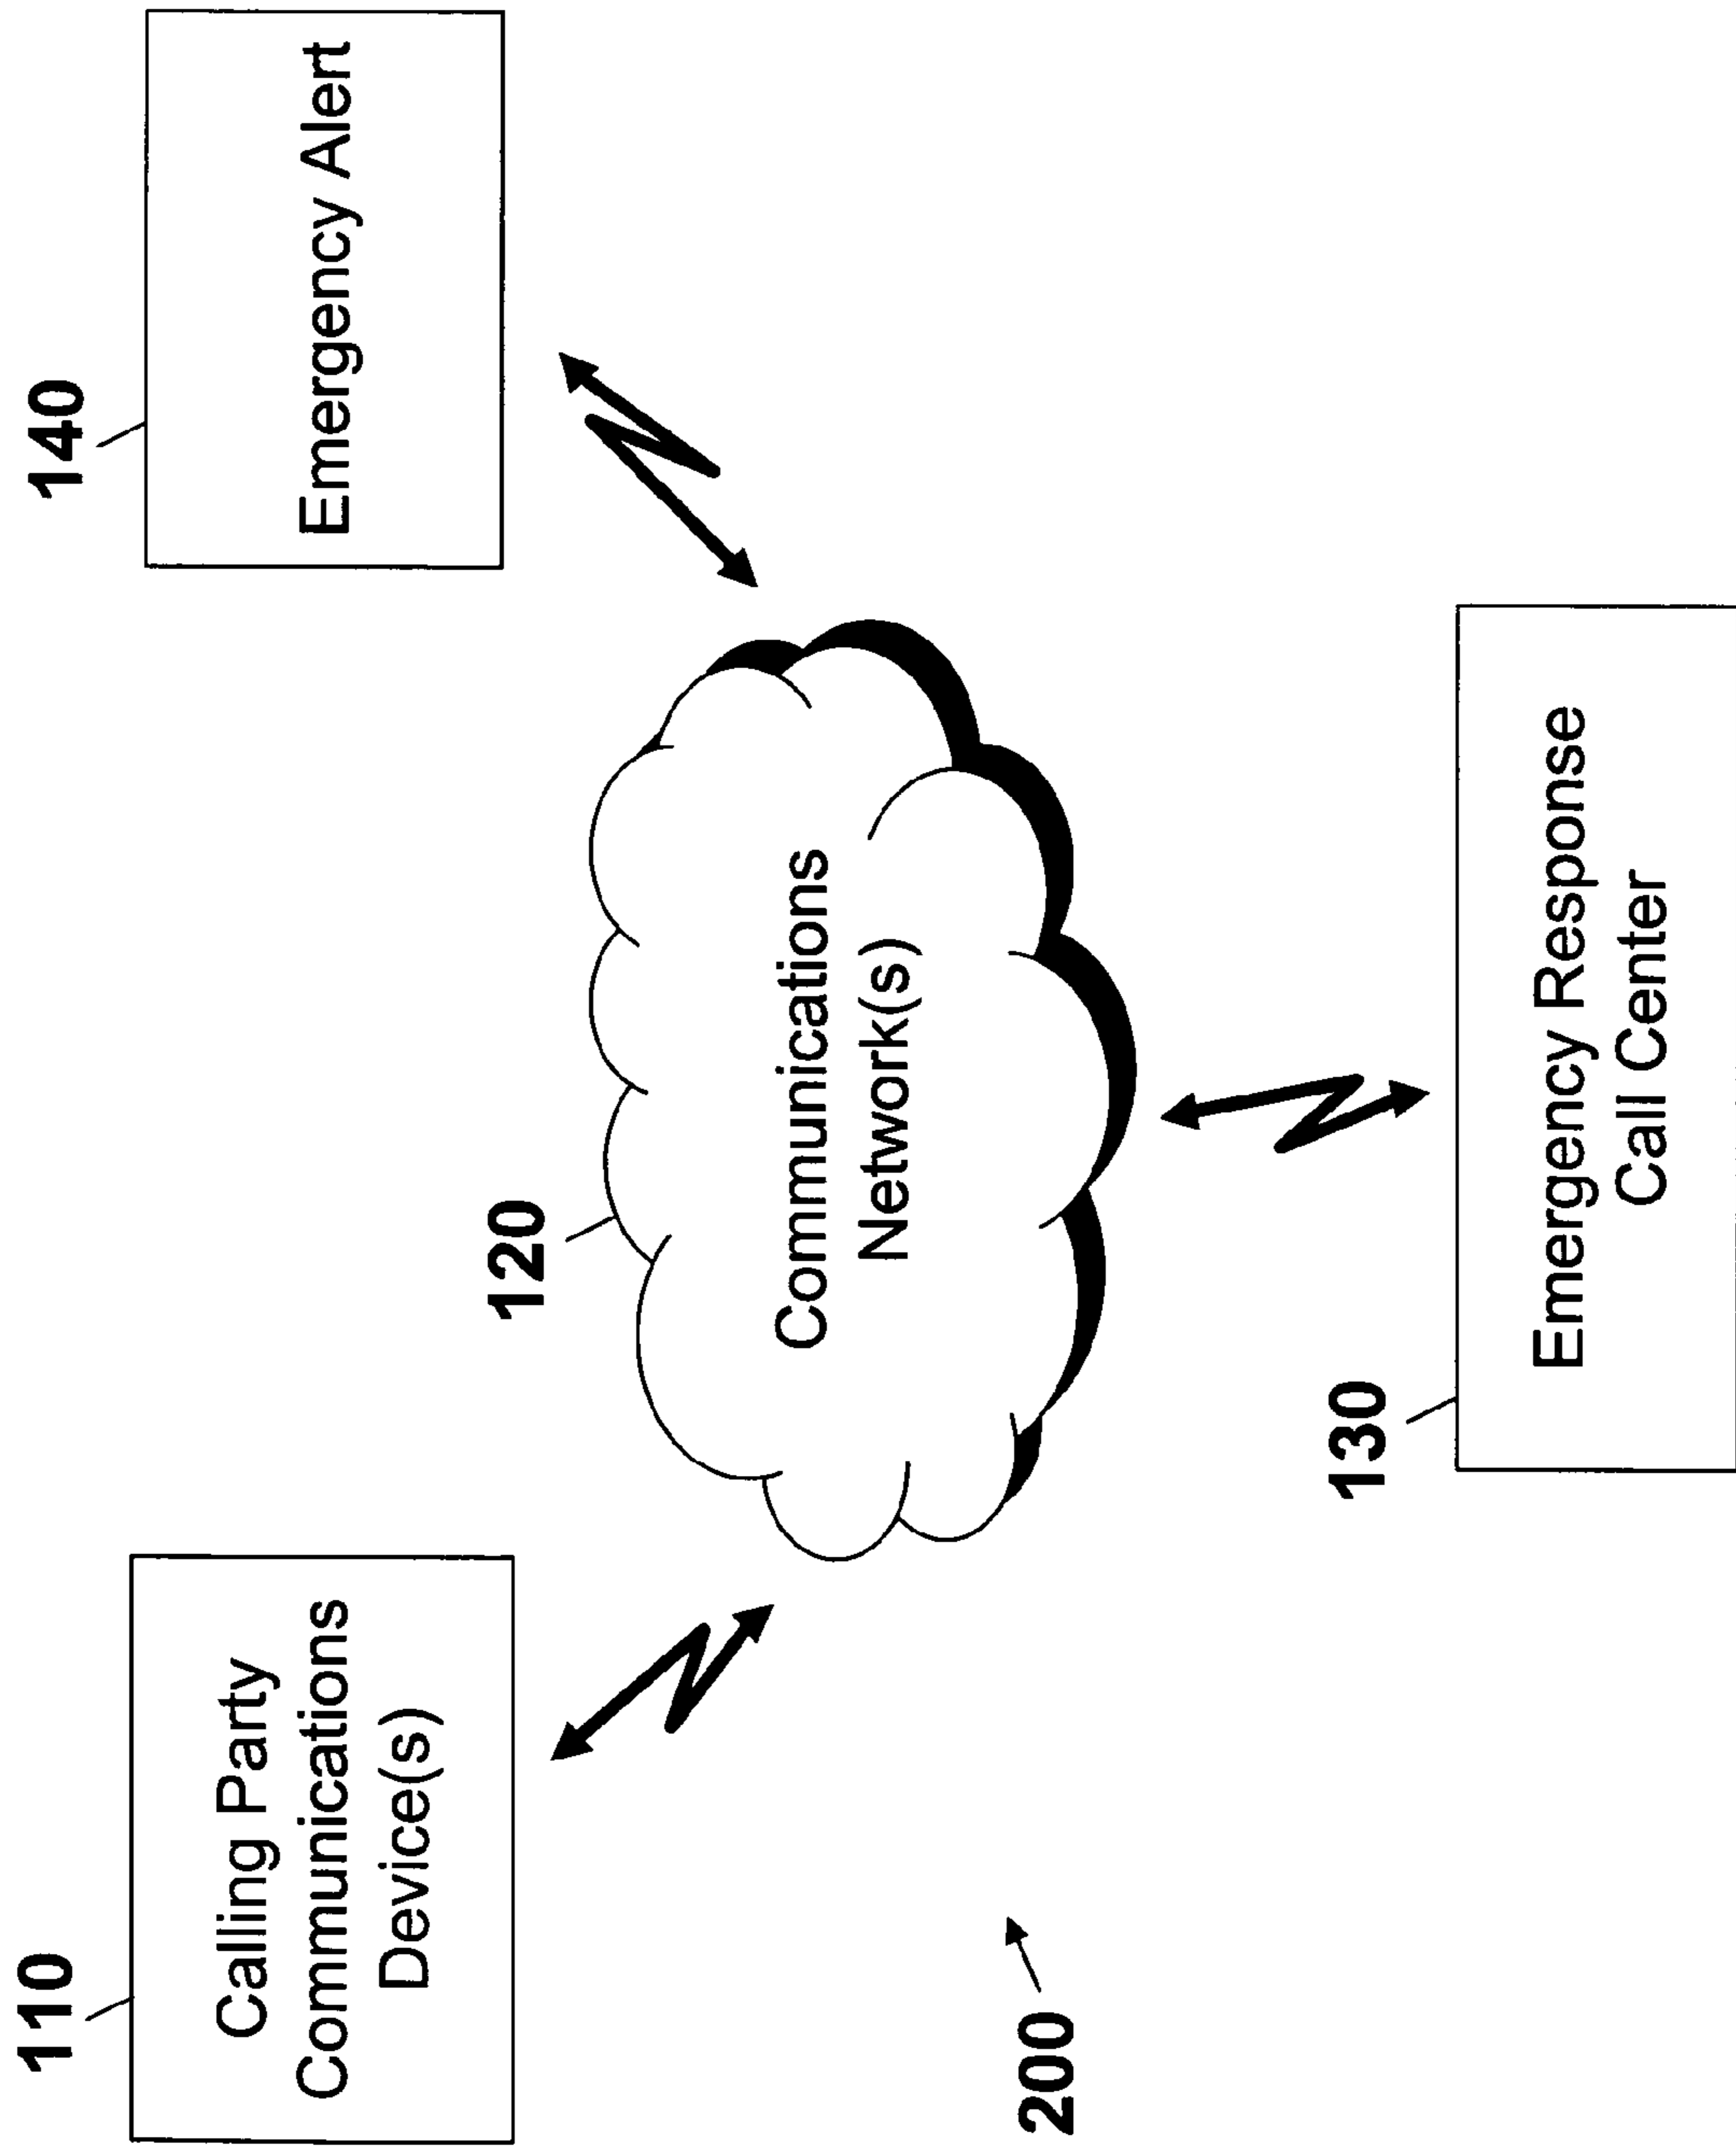 110
Calling Party
Communications
Device(s)
120
Communications
Network(s)
140
Emergency Alert
130
Emergency Response
Call Center
200